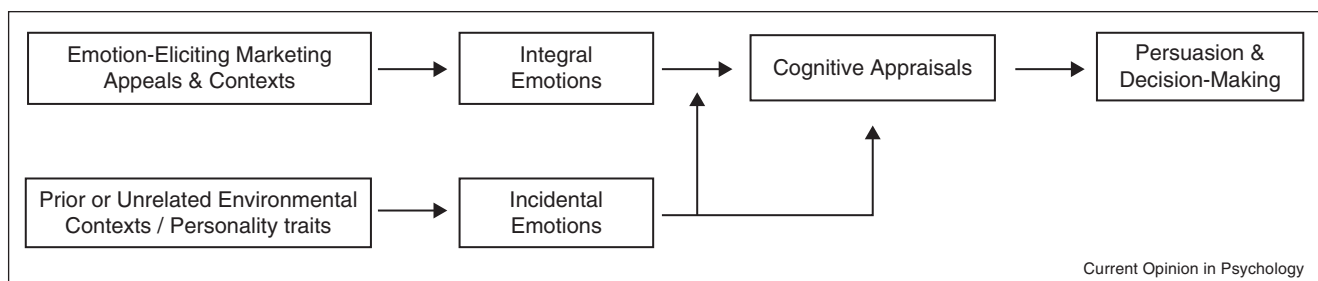 Emotion-Eliciting Marketing
Appeals & Contexts
Integral
Emotions
Cognitive Appraisals
Persuasion &
Decision-Making
Prior or Unrelated Environmental
Contexts / Personality traits
Incidental
Emotions
Current Opinion in Psychology